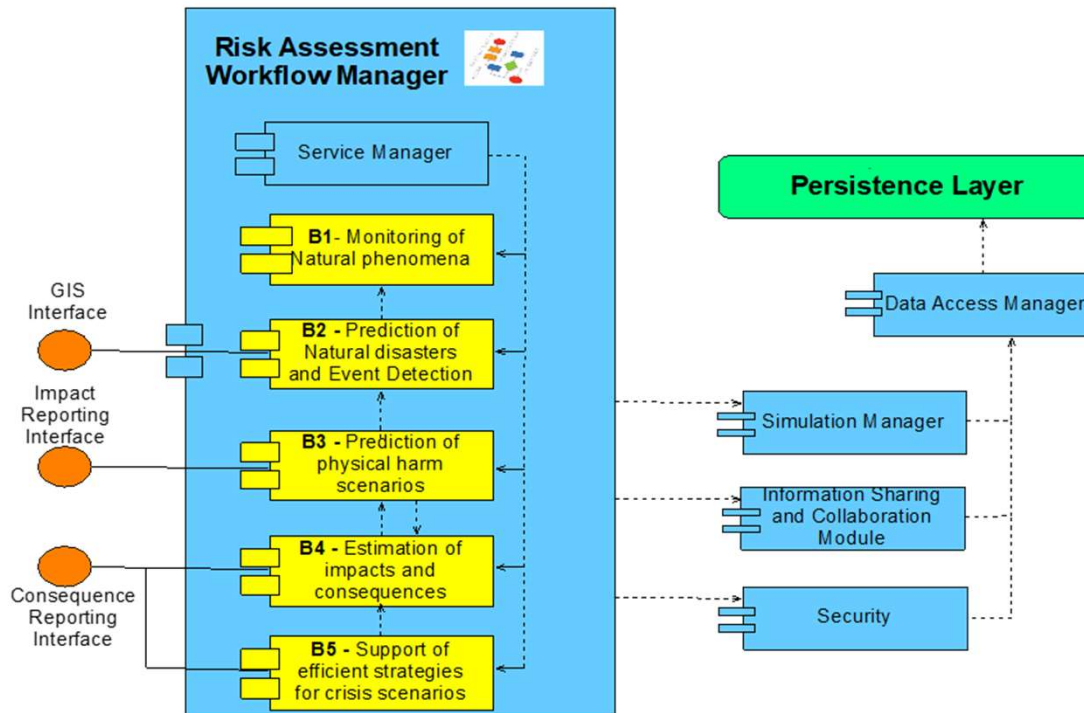 Risk Assessment
Workflow Manager
Service Manager
B1- Monitoring of
Natural phenomena
B2 - Prediction of
Natural disasters
and Event Detection
B3 - Prediction of
physical harm
scenarios
B4 - Estimation of
impacts and
consequences
B5 - Support of
efficient strategies
for crisis scenarios
GIS
Interface
Impact
Reporting
Interface
Consequence
Reporting
Interface
Persistence Layer
Data Access Manager
Simulation Manager
Information Sharing
and Collaboration
Module
Security